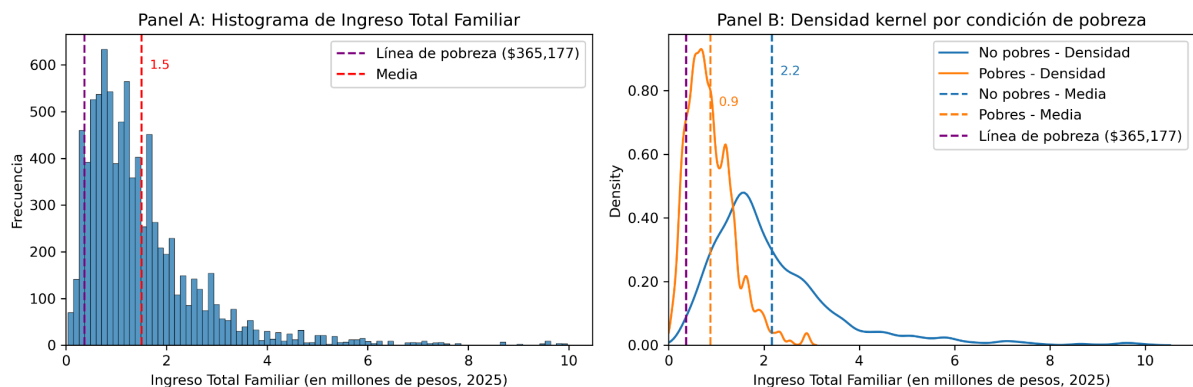 Panel A: Histograma de Ingreso Total Familiar
Frecuencia
600
500
400
300
200
100
0
0
2
4
6
8
10
Ingreso Total Familiar (en millones de pesos, 2025)
1.5
Línea de pobreza ($365,177)
Media
Panel B: Densidad kernel por condición de pobreza
Density
0.80
0.60
0.40
0.20
0.00
0
2
4
6
8
10
Ingreso Total Familiar (en millones de pesos, 2025)
0.9
2.2
No pobres - Densidad
Pobres - Densidad
No pobres - Media
Pobres - Media
Línea de pobreza ($365,177)